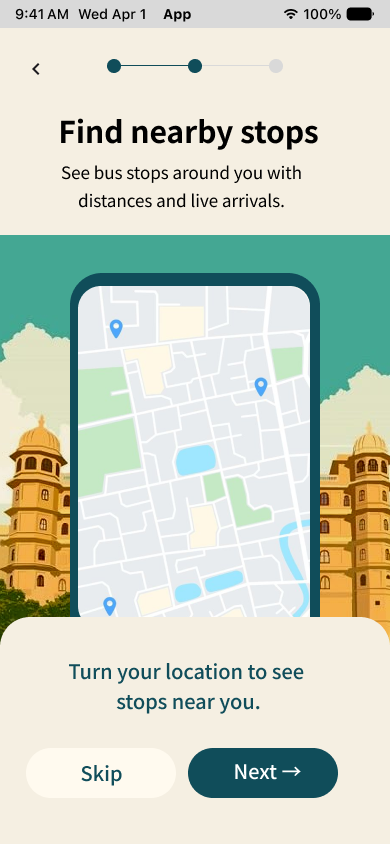 9:41 AM Wed Apr 1 App 100%
Find nearby stops
See bus stops around you with
distances and live arrivals.
Turn your location to see
stops near you.
Skip
Next →